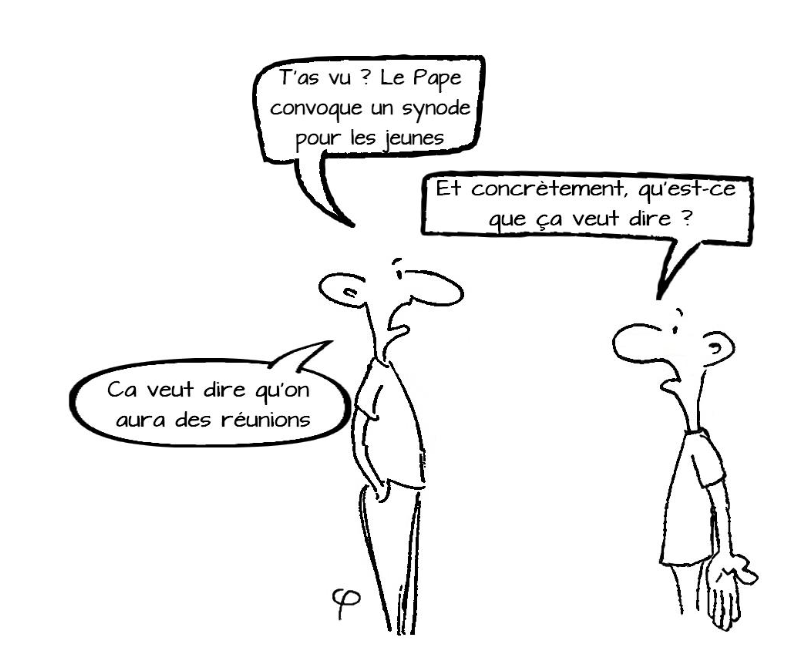 T'as vu ? Le Pape
convoque un synode
pour les jeunes
Et concrètement, qu'est-ce
que ça veut dire ?
Ca veut dire qu'on
aura des réunions
φ